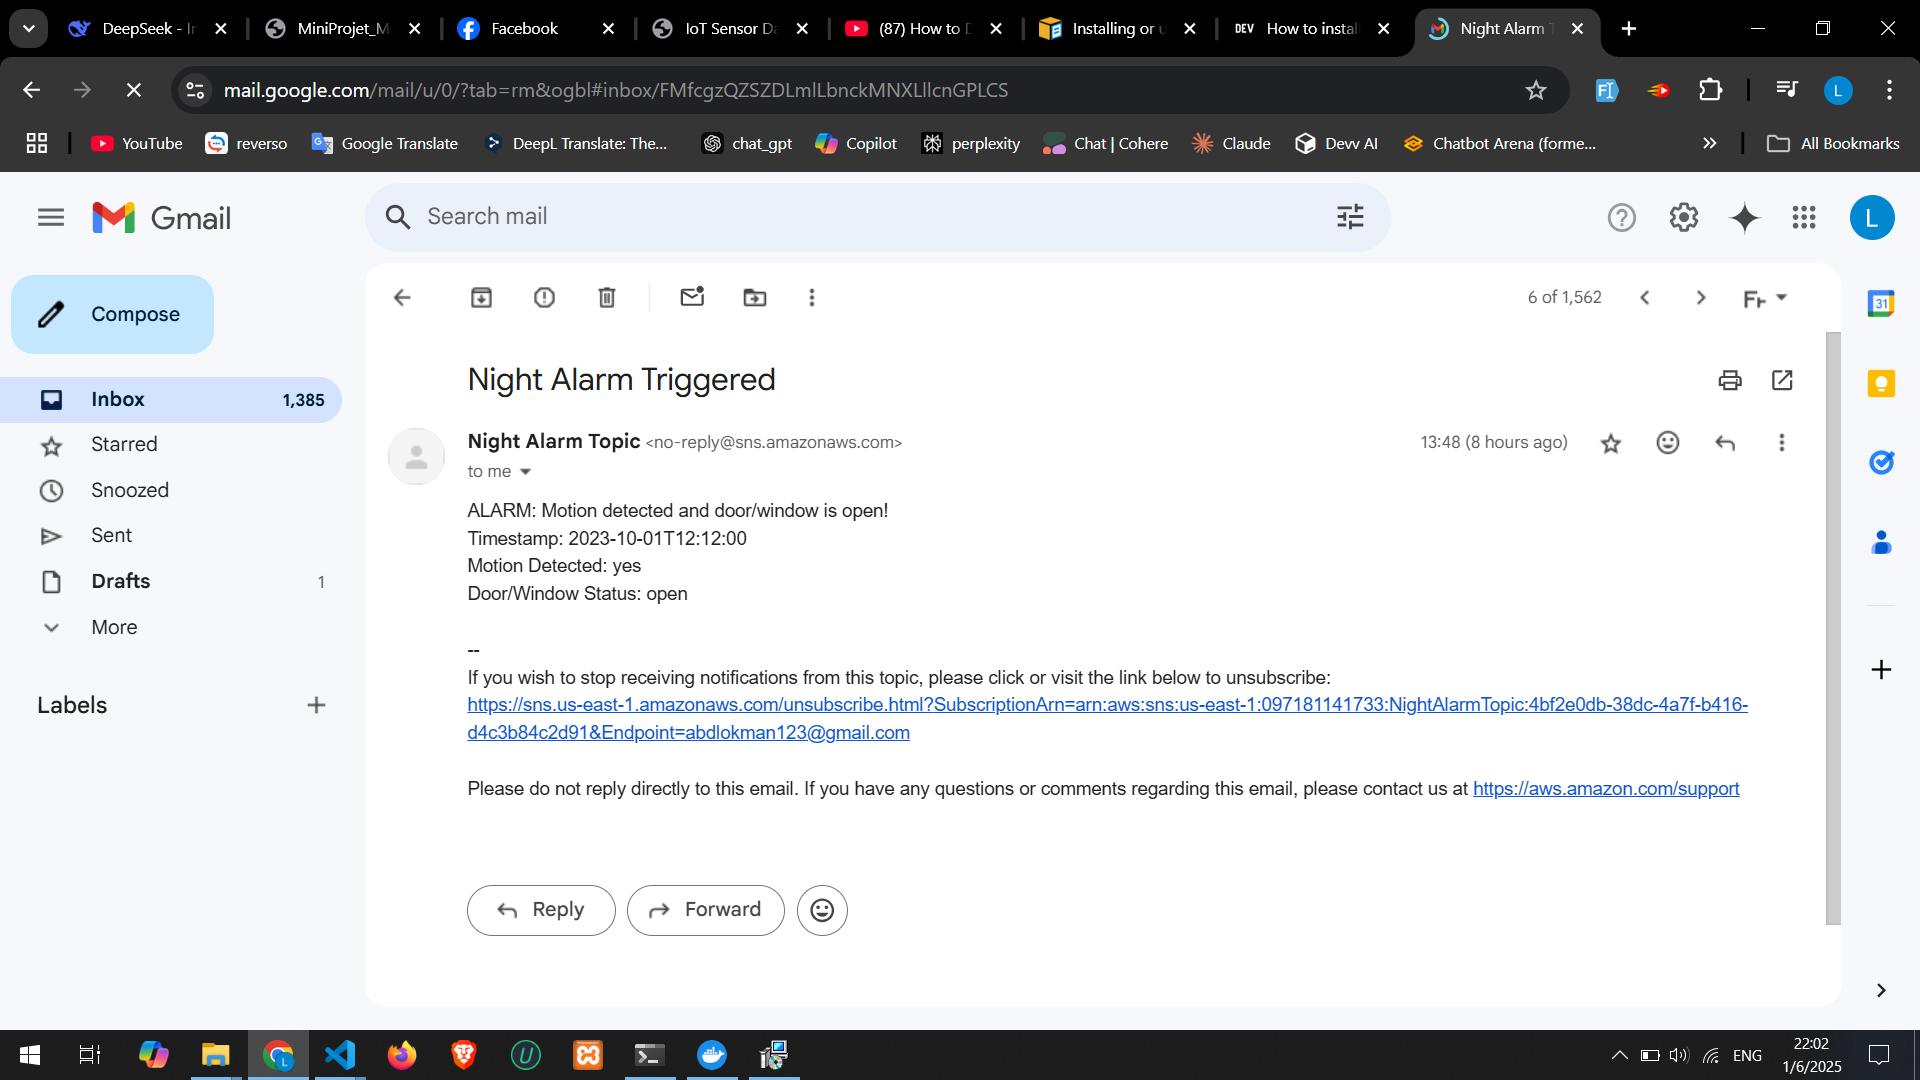 DeepSeek - In
MiniProjet_M
Facebook
IoT Sensor Da
(87) How to D
Installing or u
DEV How to install
Night Alarm T
mail.google.com/mail/u/0/?tab=rm&ogbl#inbox/FMfcgzQZSZDLmlLbnckMNXLllcnGPLCS
L
YouTube
reverso
Google Translate
DeepL Translate: The...
chat_gpt
Copilot
perplexity
Chat | Cohere
Claude
Devv AI
Chatbot Arena (forme...
All Bookmarks
Gmail
Search mail
L
Compose
Inbox 1,385
Starred
Snoozed
Sent
Drafts 1
More
Labels
6 of 1,562
31
Night Alarm Triggered
Night Alarm Topic <no-reply@sns.amazonaws.com>
13:48 (8 hours ago)
to me
ALARM: Motion detected and door/window is open!
Timestamp: 2023-10-01T12:12:00
Motion Detected: yes
Door/Window Status: open
--
If you wish to stop receiving notifications from this topic, please click or visit the link below to unsubscribe:
https://sns.us-east-1.amazonaws.com/unsubscribe.html?SubscriptionArn=arn:aws:sns:us-east-1:097181141733:NightAlarmTopic:4bf2e0db-38dc-4a7f-b416-
d4c3b84c2d91&Endpoint=abdlokman123@gmail.com
Please do not reply directly to this email. If you have any questions or comments regarding this email, please contact us at https://aws.amazon.com/support
Reply
Forward
ENG
22:02
1/6/2025